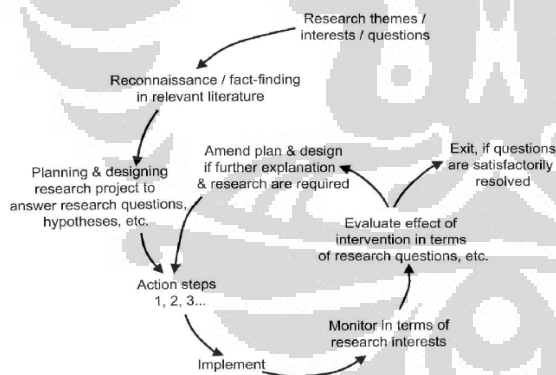 Research themes /
interests / questions
Reconnaissance / fact-finding
in relevant literature
Planning & designing
research project to
answer research questions,
hypotheses, etc.
Amend plan & design
if further explanation
& research are required
Exit, if questions
are satisfactorily
resolved
Evaluate effect of
intervention in terms
of research questions, etc.
Action steps
1, 2, 3...
Monitor in terms of
research interests
Implement